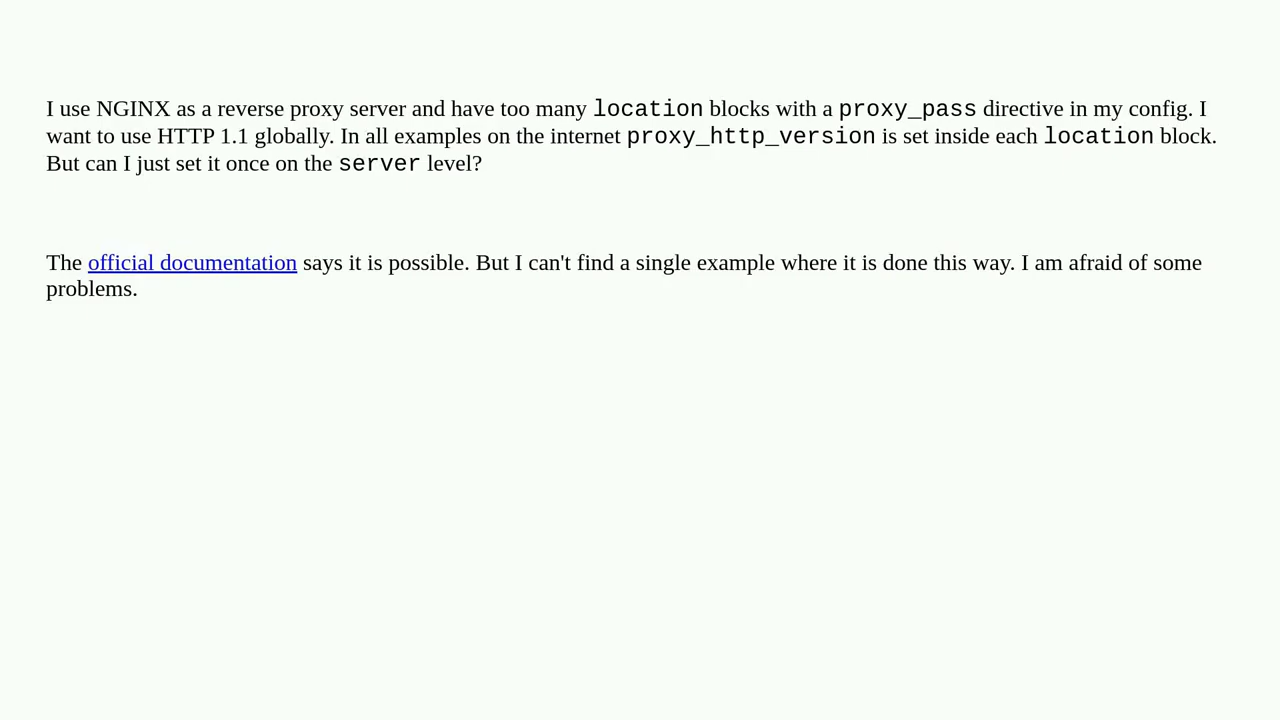 I use NGINX as a reverse proxy server and have too many location blocks with a proxy_pass directive in my config. I
want to use HTTP 1.1 globally. In all examples on the internet proxy_http_version is set inside each location block.
But can I just set it once on the server level?
The official documentation says it is possible. But I can't find a single example where it is done this way. I am afraid of some
problems.